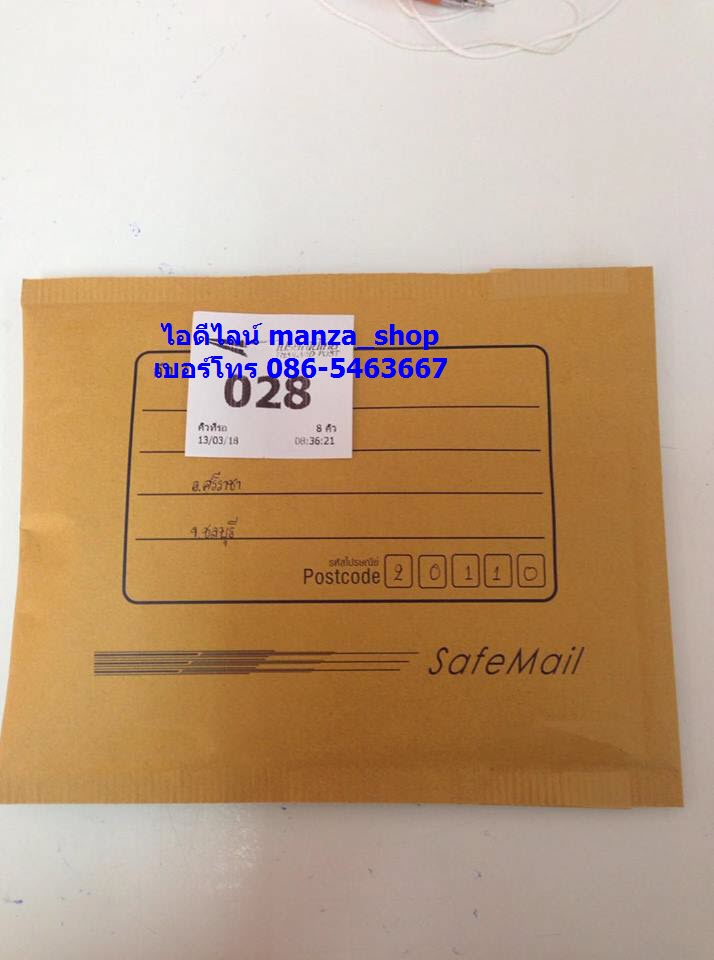 ไอดีไลน์ manza_shop
เบอร์โทร 086-5463667
028
คิวที่รอ 8 คิว
13/03/18 08:36:21
อ.ศรีราชา
จ.ชลบุรี
รหัสไปรษณีย์
Postcode 20110
SafeMail